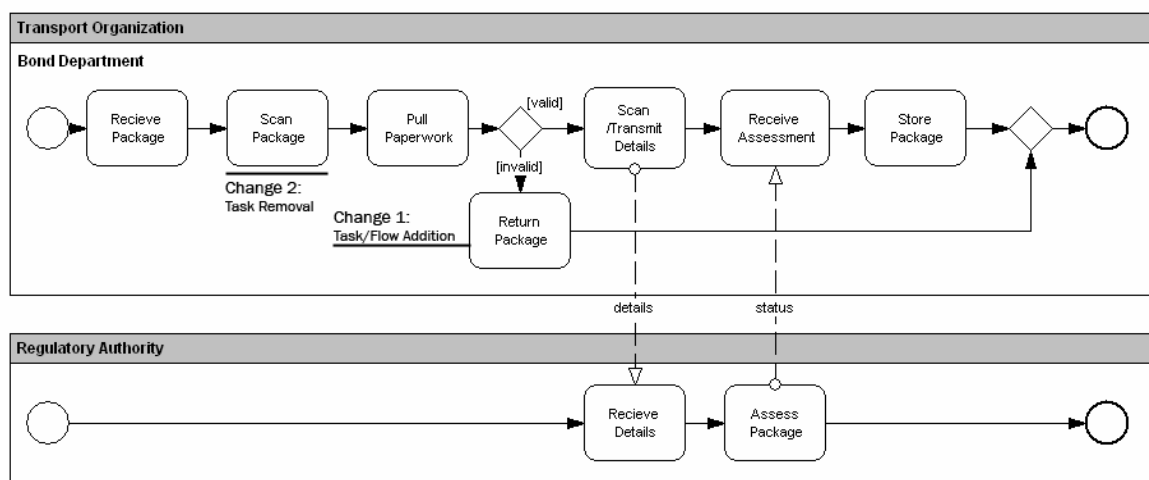 Transport Organization
Bond Department
Recieve
Package
Scan
Package
Pull
Paperwork
[valid]
[invalid]
Scan
/Transmit
Details
Receive
Assessment
Store
Package
Change 2:
Task Removal
Change 1:
Task/Flow Addition
Return
Package
details
status
Regulatory Authority
Recieve
Details
Assess
Package